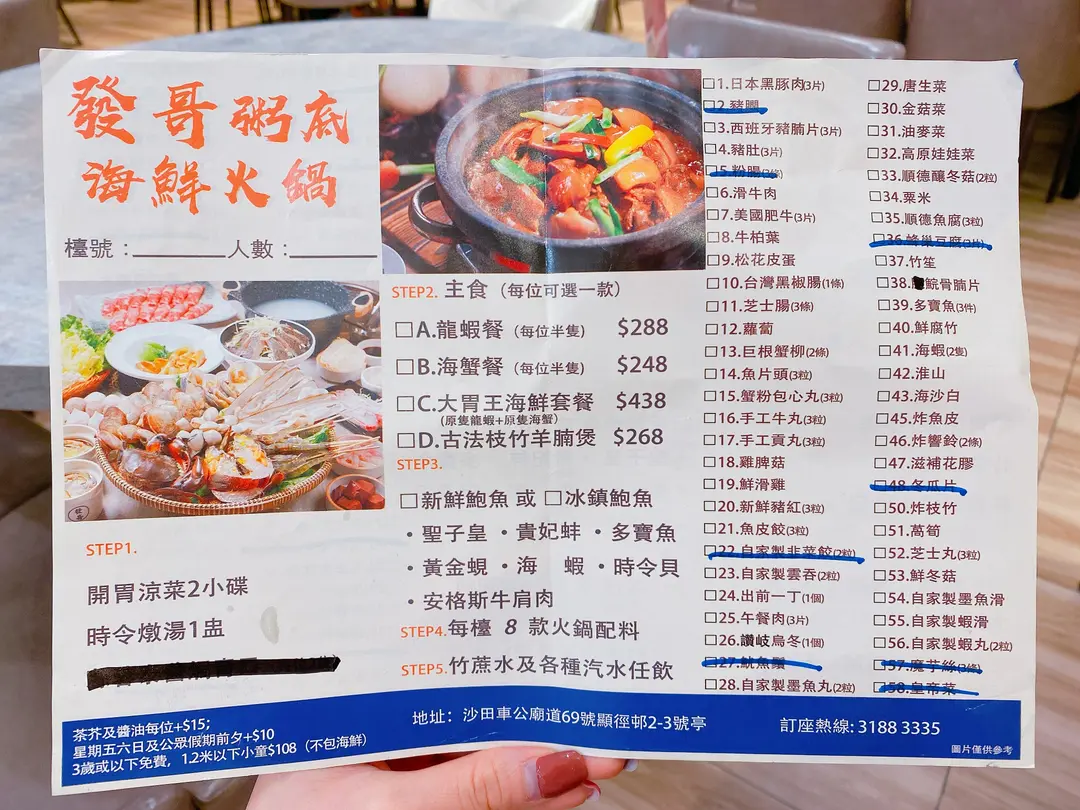 發哥粥底
海鮮火鍋
檯號：________人數：________
STEP1.
開胃涼菜2小碟
時令燉湯1盅
STEP2. 主食（每位可選一款）
□A.龍蝦餐（每位半隻） $288
□B.海蟹餐（每位半隻） $248
□C.大胃王海鮮套餐 $438
(原隻龍蝦+原隻海蟹)
□D.古法枝竹羊腩煲 $268
STEP3.
□新鮮鮑魚 或 □冰鎮鮑魚
・聖子皇 ・貴妃蚌 ・多寶魚
・黃金蜆 ・海 蝦 ・時令貝
・安格斯牛肩肉
STEP4.每檯 8 款火鍋配料
STEP5.竹蔗水及各種汽水任飲
□1.日本黑豚肉(3片)
□2.豬膶
□3.西班牙豬腩片(3片)
□4.豬肚(3片)
□5.粉腸(3條)
□6.滑牛肉
□7.美國肥牛(3片)
□8.牛柏葉
□9.松花皮蛋
□10.台灣黑椒腸(1條)
□11.芝士腸(3條)
□12.蘿蔔
□13.巨根蟹柳(2條)
□14.魚片頭(3粒)
□15.蟹粉包心丸(3粒)
□16.手工牛丸(3粒)
□17.手工貢丸(3粒)
□18.雞脾菇
□19.鮮滑雞
□20.新鮮豬紅(3粒)
□21.魚皮餃(3粒)
□22.自家製韭菜餃(2粒)
□23.自家製雲吞(2粒)
□24.出前一丁(1個)
□25.午餐肉(3片)
□26.讚岐烏冬(1個)
□27.魷魚鬚
□28.自家製墨魚丸(2粒)
□29.唐生菜
□30.金菇菜
□31.油麥菜
□32.高原娃娃菜
□33.順德釀冬菇(2粒)
□34.粟米
□35.順德魚腐(3粒)
□36.蜂巢豆腐(3片)
□37.竹笙
□38.鯇骨腩片
□39.多寶魚(3件)
□40.鮮腐竹
□41.海蝦(2隻)
□42.淮山
□43.海沙白
□45.炸魚皮
□46.炸響鈴(2條)
□47.滋補花膠
□48.冬瓜片
□50.炸枝竹
□51.萵筍
□52.芝士丸(3粒)
□53.鮮冬菇
□54.自家製墨魚滑
□55.自家製蝦滑
□56.自家製蝦丸(2粒)
□57.魔芋絲(3條)
□58.皇帝菜
茶芥及醬油每位+$15;
星期五六日及公眾假期前夕+$10
3歲或以下免費，1.2米以下小童$108（不包海鮮）
地址：沙田車公廟道69號顯徑邨2-3號亭
訂座熱線: 3188 3335
圖片僅供參考